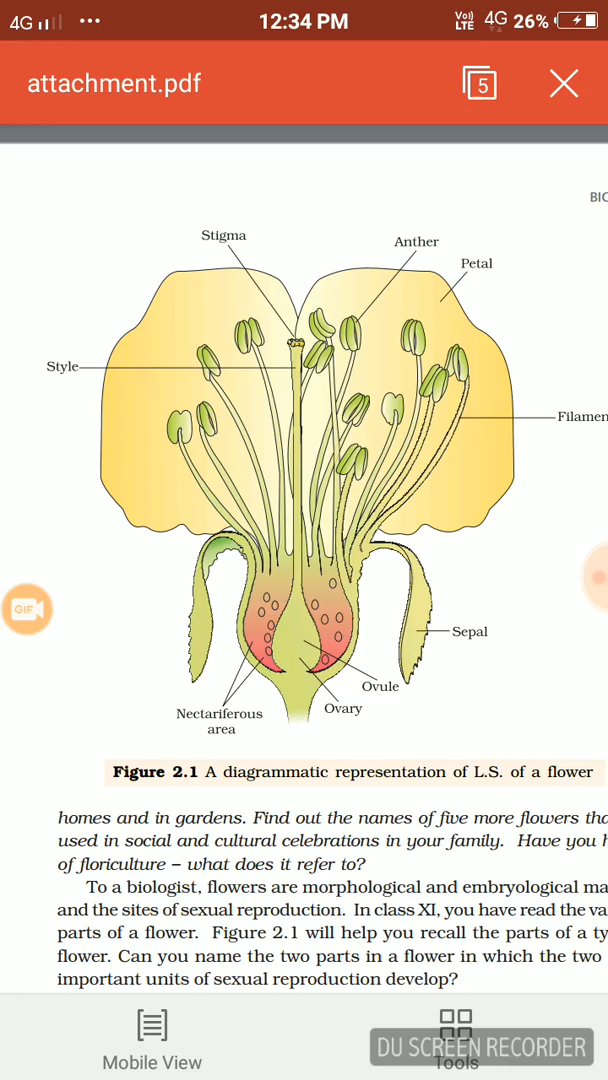 4G
12:34 PM
Vo))
LTE
4G 26%
attachment.pdf
5
BIO
Stigma
Anther
Petal
Style
Filamen
Sepal
Ovule
Ovary
Nectariferous
area
Figure 2.1 A diagrammatic representation of L.S. of a flower
homes and in gardens. Find out the names of five more flowers tha
used in social and cultural celebrations in your family. Have you h
of floriculture – what does it refer to?
To a biologist, flowers are morphological and embryological ma
and the sites of sexual reproduction. In class XI, you have read the va
parts of a flower. Figure 2.1 will help you recall the parts of a ty
flower. Can you name the two parts in a flower in which the two
important units of sexual reproduction develop?
GIF
Mobile View
Tools
DU SCREEN RECORDER